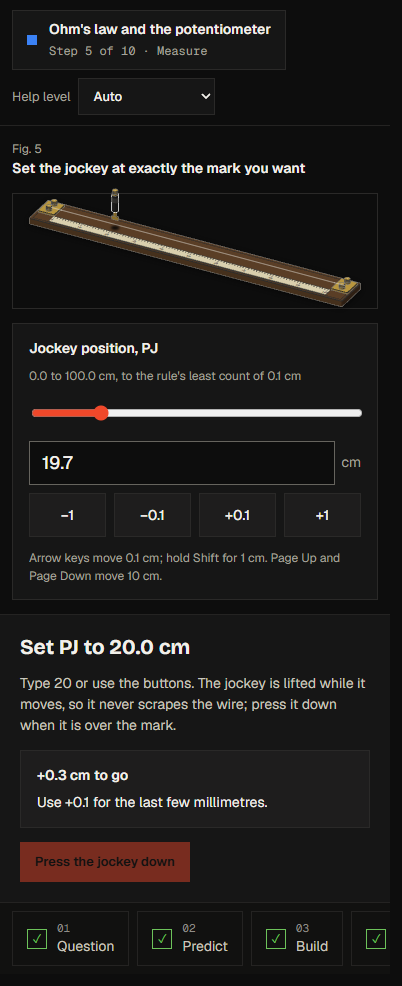 Ohm's law and the potentiometer
Step 5 of 10 · Measure
Help level
Auto
Fig. 5
Set the jockey at exactly the mark you want
Jockey position, PJ
0.0 to 100.0 cm, to the rule's least count of 0.1 cm
19.7
cm
−1
−0.1
+0.1
+1
Arrow keys move 0.1 cm; hold Shift for 1 cm. Page Up and
Page Down move 10 cm.
Set PJ to 20.0 cm
Type 20 or use the buttons. The jockey is lifted while it
moves, so it never scrapes the wire; press it down
when it is over the mark.
+0.3 cm to go
Use +0.1 for the last few millimetres.
Press the jockey down
01
Question
02
Predict
03
Build